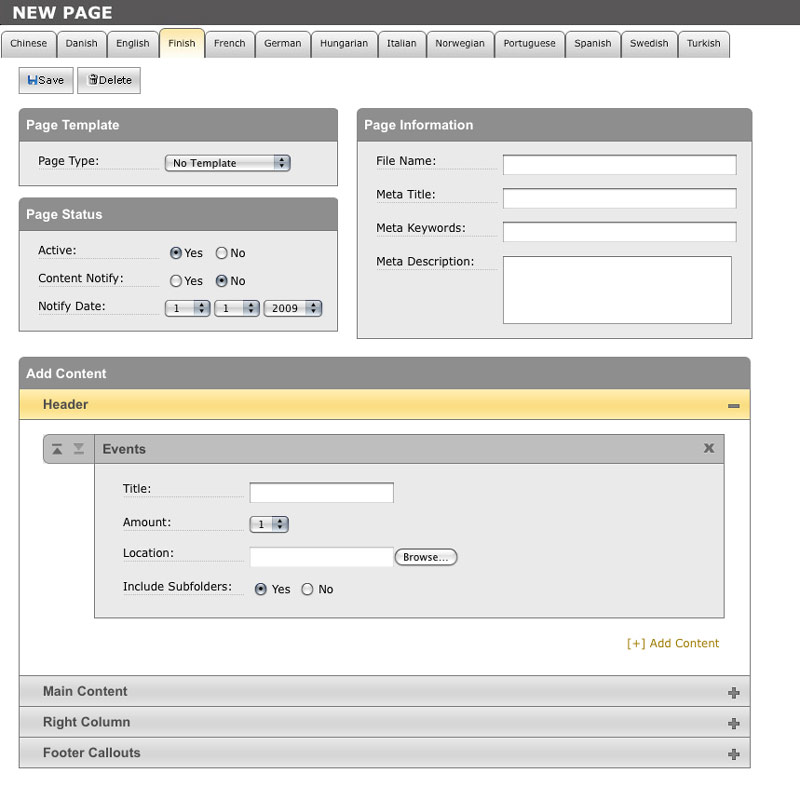 NEW PAGE
Chinese Danish English Finish French German Hungarian Italian Norwegian Portuguese Spanish Swedish Turkish
Save Delete
Page Template
Page Type: No Template
Page Status
Active: Yes No
Content Notify: Yes No
Notify Date: 1 1 2009
Page Information
File Name:
Meta Title:
Meta Keywords:
Meta Description:
Add Content
Header
Events X
Title:
Amount: 1
Location: Browse...
Include Subfolders: Yes No
[+] Add Content
Main Content
Right Column
Footer Callouts